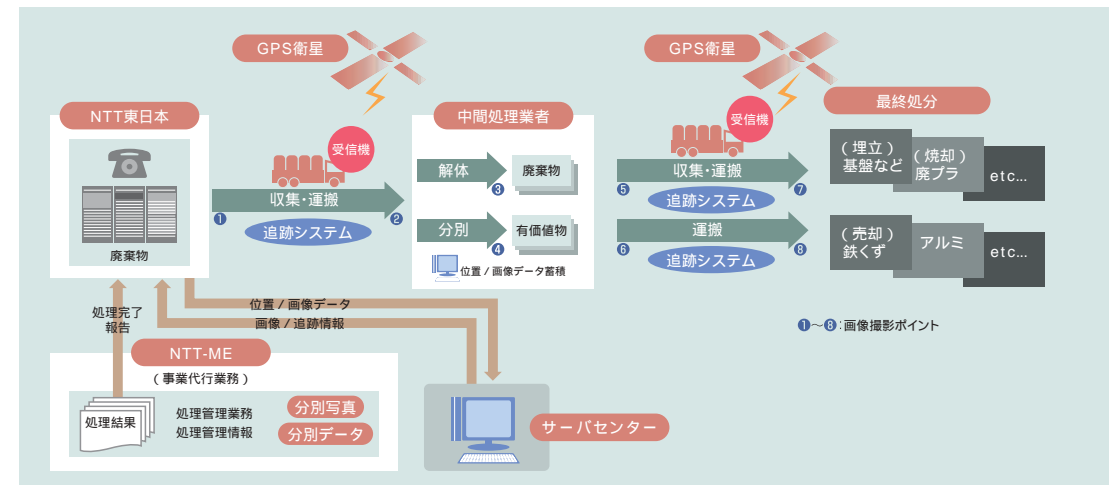 GPS衛星
GPS衛星
NTT東日本
廃棄物
受信機
収集・運搬
❶
❷
追跡システム
中間処理業者
解体
❸
廃棄物
分別
❹
有価値物
位置 / 画像データ蓄積
受信機
❺
収集・運搬
❼
追跡システム
❻
運搬
❽
追跡システム
最終処分
( 埋立 )
基盤など
( 焼却 )
廃プラ
etc...
( 売却 )
鉄くず
アルミ
etc...
❶～❽:画像撮影ポイント
処理完了
報告
位置 / 画像データ
画像 / 追跡情報
NTT-ME
( 事業代行業務 )
処理結果
処理管理業務
処理管理情報
分別写真
分別データ
サーバセンター